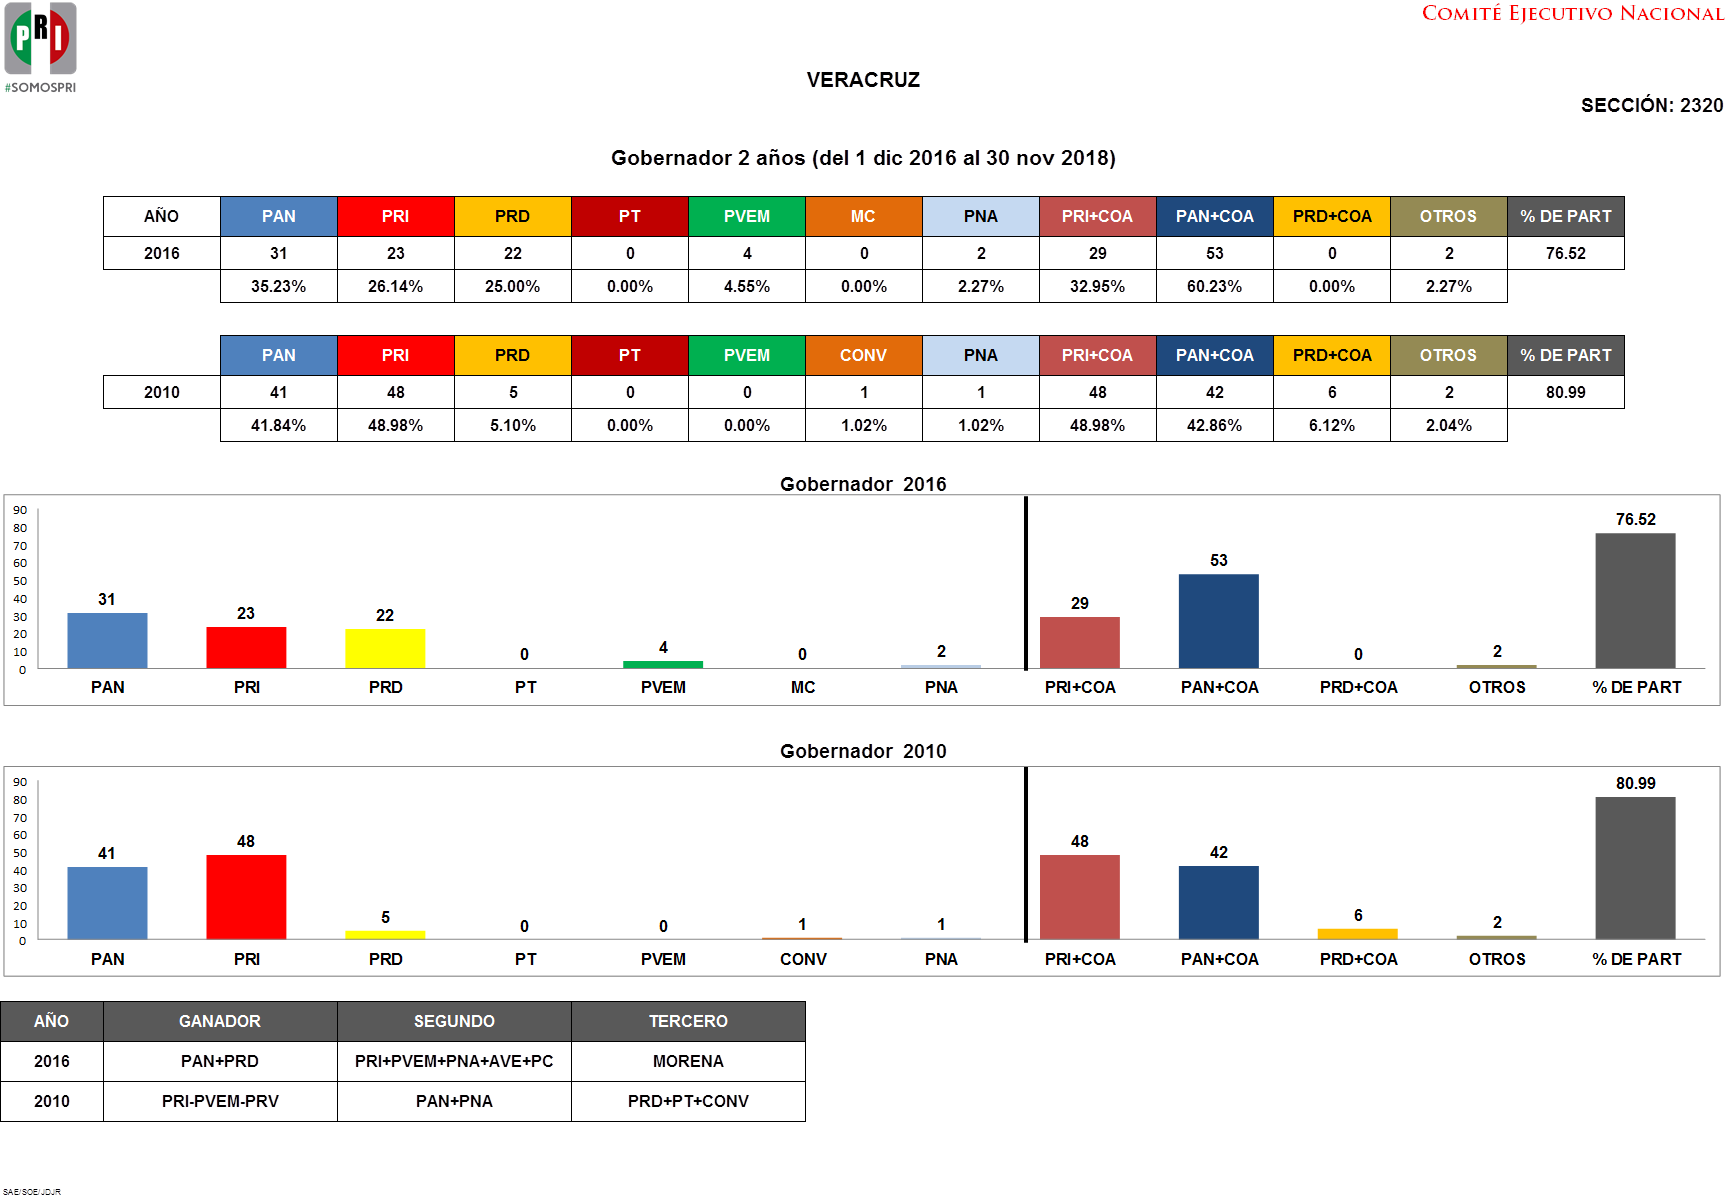 PRI
#SOMOSPRI
COMITÉ EJECUTIVO NACIONAL
VERACRUZ
SECCIÓN: 2320
Gobernador 2 años (del 1 dic 2016 al 30 nov 2018)
AÑO PAN PRI PRD PT PVEM MC PNA PRI+COA PAN+COA PRD+COA OTROS % DE PART
2016 31 23 22 0 4 0 2 29 53 0 2 76.52
35.23% 26.14% 25.00% 0.00% 4.55% 0.00% 2.27% 32.95% 60.23% 0.00% 2.27%
PAN PRI PRD PT PVEM CONV PNA PRI+COA PAN+COA PRD+COA OTROS % DE PART
2010 41 48 5 0 0 1 1 48 42 6 2 80.99
41.84% 48.98% 5.10% 0.00% 0.00% 1.02% 1.02% 48.98% 42.86% 6.12% 2.04%
Gobernador 2016
90
80
70
60
50
40
30
20
10
0
31 23 22 0 4 0 2 29 53 0 2 76.52
PAN PRI PRD PT PVEM MC PNA PRI+COA PAN+COA PRD+COA OTROS % DE PART
Gobernador 2010
90
80
70
60
50
40
30
20
10
0
41 48 5 0 0 1 1 48 42 6 2 80.99
PAN PRI PRD PT PVEM CONV PNA PRI+COA PAN+COA PRD+COA OTROS % DE PART
AÑO GANADOR SEGUNDO TERCERO
2016 PAN+PRD PRI+PVEM+PNA+AVE+PC MORENA
2010 PRI-PVEM-PRV PAN+PNA PRD+PT+CONV
SAE/SOE/JDJR